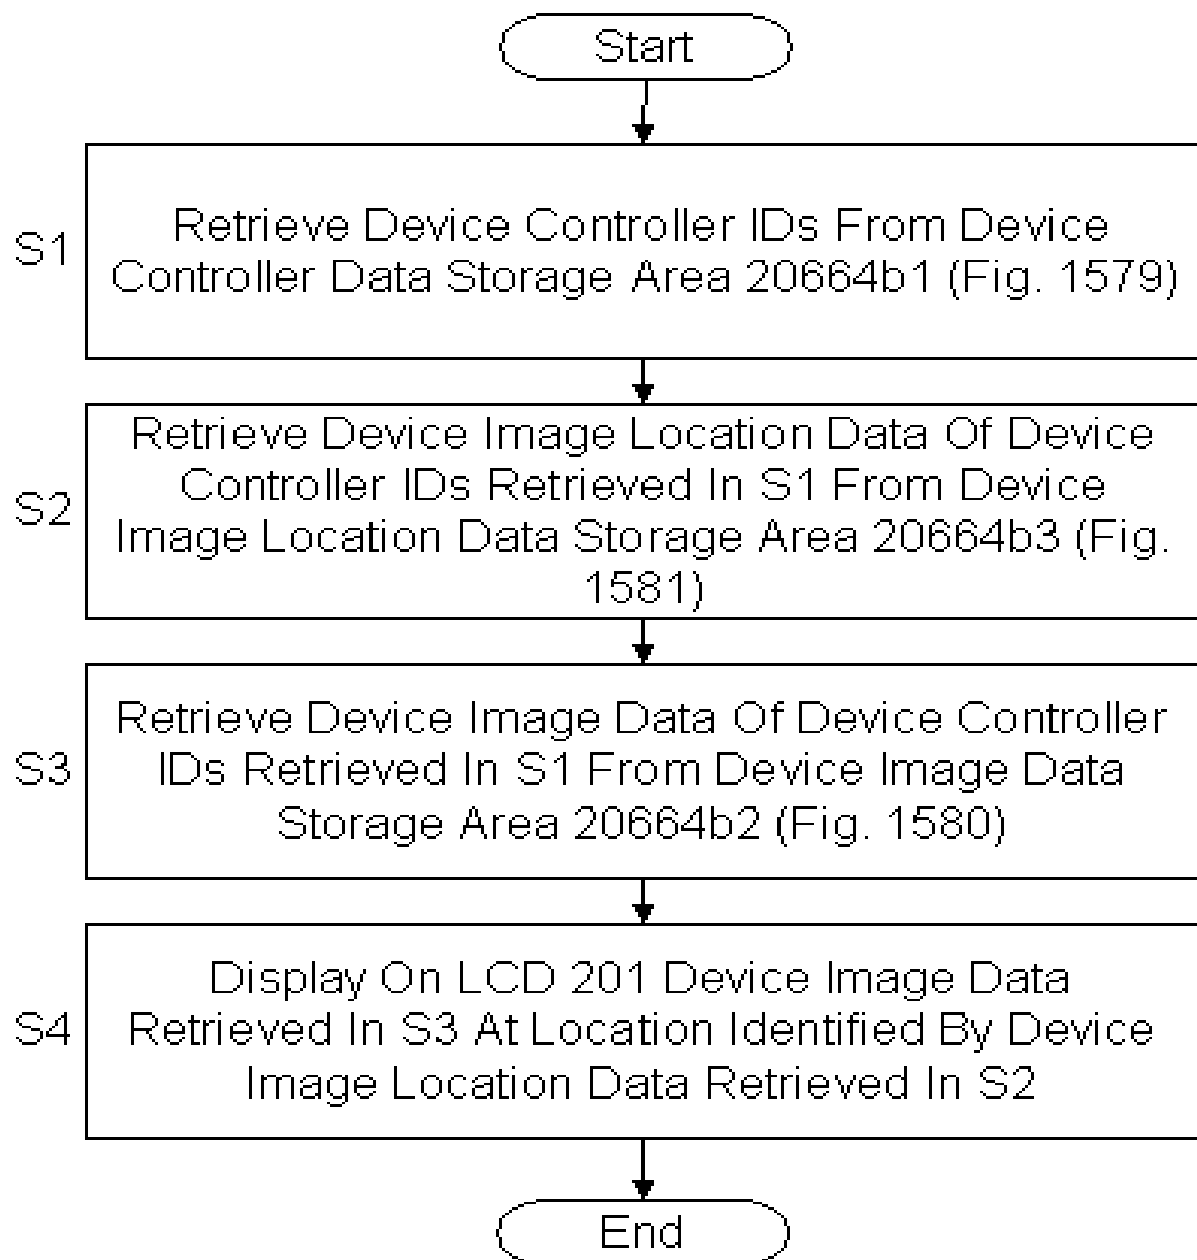 Start
S1
Retrieve Device Controller IDs From Device
Controller Data Storage Area 20664b1 (Fig. 1579)
S2
Retrieve Device Image Location Data Of Device
Controller IDs Retrieved In S1 From Device
Image Location Data Storage Area 20664b3 (Fig.
1581)
S3
Retrieve Device Image Data Of Device Controller
IDs Retrieved In S1 From Device Image Data
Storage Area 20664b2 (Fig. 1580)
S4
Display On LCD 201 Device Image Data
Retrieved In S3 At Location Identified By Device
Image Location Data Retrieved In S2
End